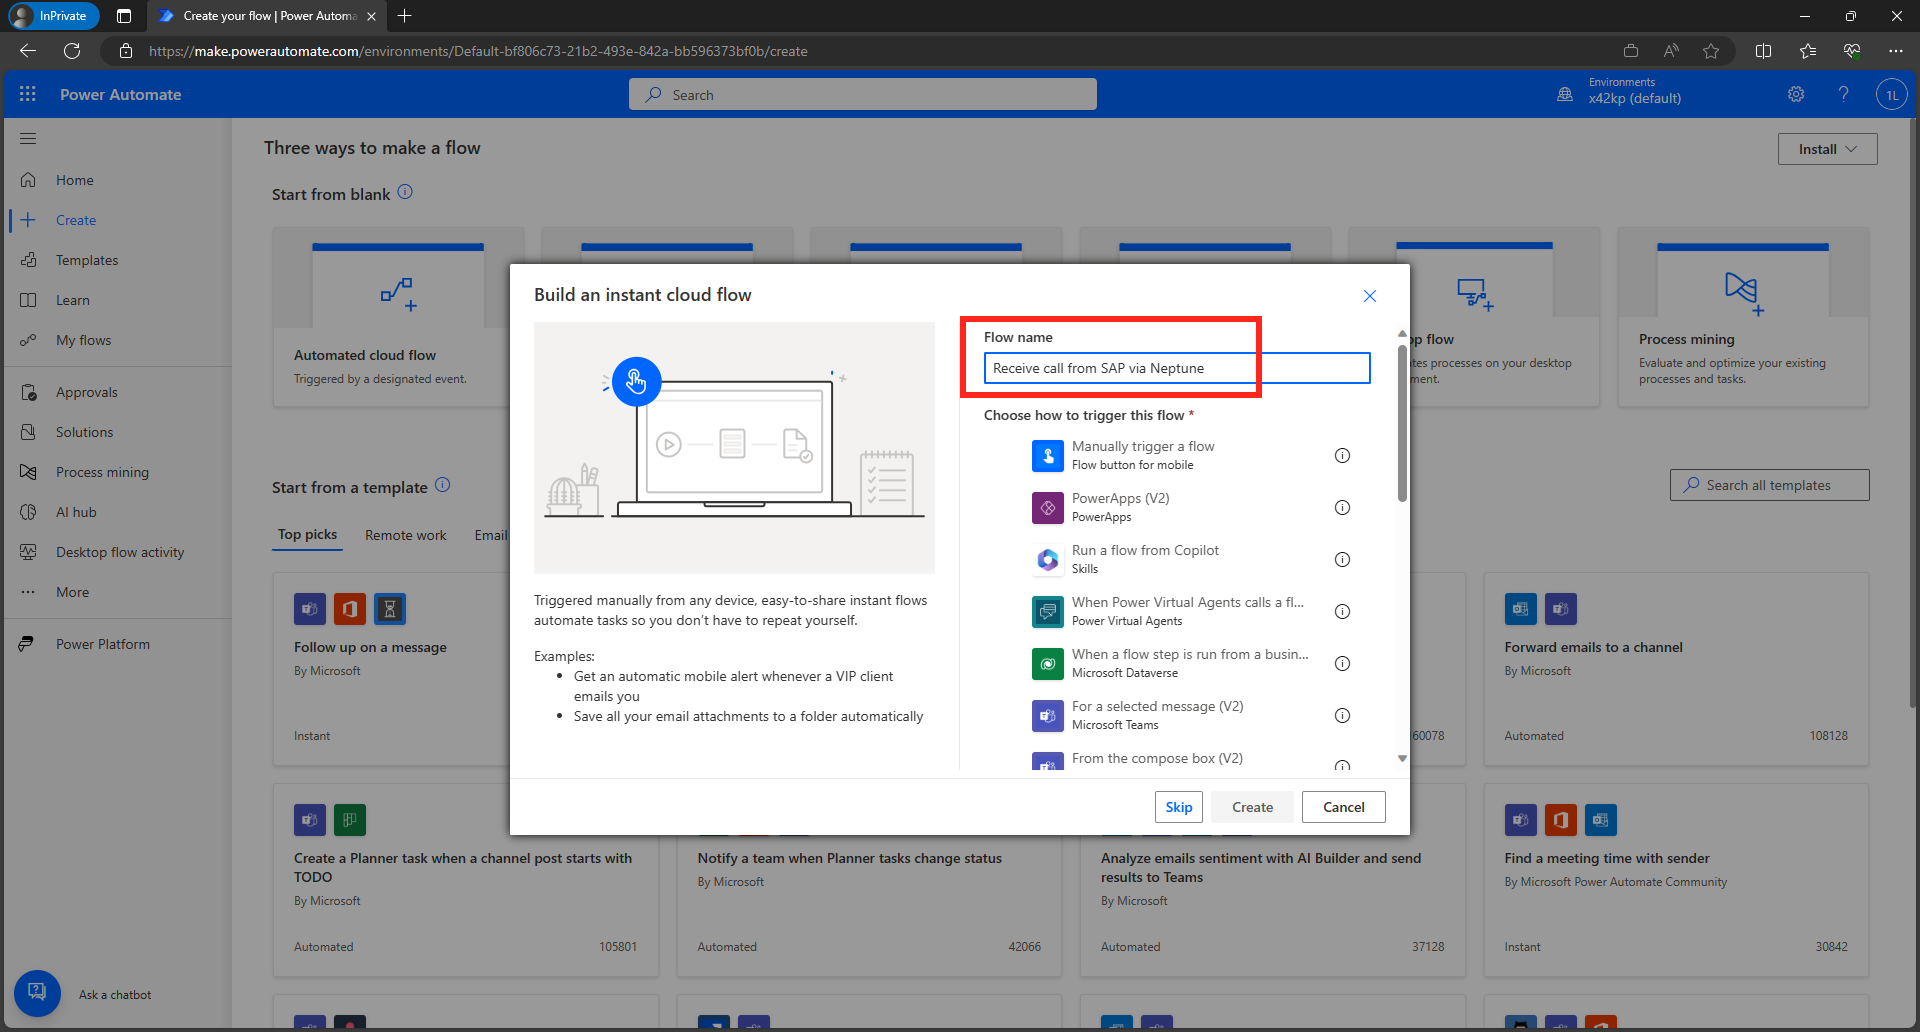 InPrivate
Create your flow | Power Automa
https://make.powerautomate.com/environments/Default-bf806c73-21b2-493e-842a-bb596373bf0b/create
Power Automate
Search
Environments
x42kp (default)
1L
Three ways to make a flow
Install
Home
Create
Templates
Learn
My flows
Approvals
Solutions
Process mining
AI hub
Desktop flow activity
More
Power Platform
Ask a chatbot
Start from blank
Automated cloud flow
Triggered by a designated event.
op flow
tes processes on your desktop
ment.
Process mining
Evaluate and optimize your existing
processes and tasks.
Start from a template
Search all templates
Top picks
Remote work
Email
Build an instant cloud flow
Triggered manually from any device, easy-to-share instant flows
automate tasks so you don't have to repeat yourself.
Examples:
• Get an automatic mobile alert whenever a VIP client
emails you
• Save all your email attachments to a folder automatically
Flow name
Receive call from SAP via Neptune
Choose how to trigger this flow *
Manually trigger a flow
Flow button for mobile
PowerApps (V2)
PowerApps
Run a flow from Copilot
Skills
When Power Virtual Agents calls a fl...
Power Virtual Agents
When a flow step is run from a busin...
Microsoft Dataverse
For a selected message (V2)
Microsoft Teams
From the compose box (V2)
Skip
Create
Cancel
Follow up on a message
By Microsoft
Instant
60078
Forward emails to a channel
By Microsoft
Automated
108128
Create a Planner task when a channel post starts with
TODO
By Microsoft
Automated
105801
Notify a team when Planner tasks change status
By Microsoft
Automated
42066
Analyze emails sentiment with AI Builder and send
results to Teams
By Microsoft
Automated
37128
Find a meeting time with sender
By Microsoft Power Automate Community
Instant
30842